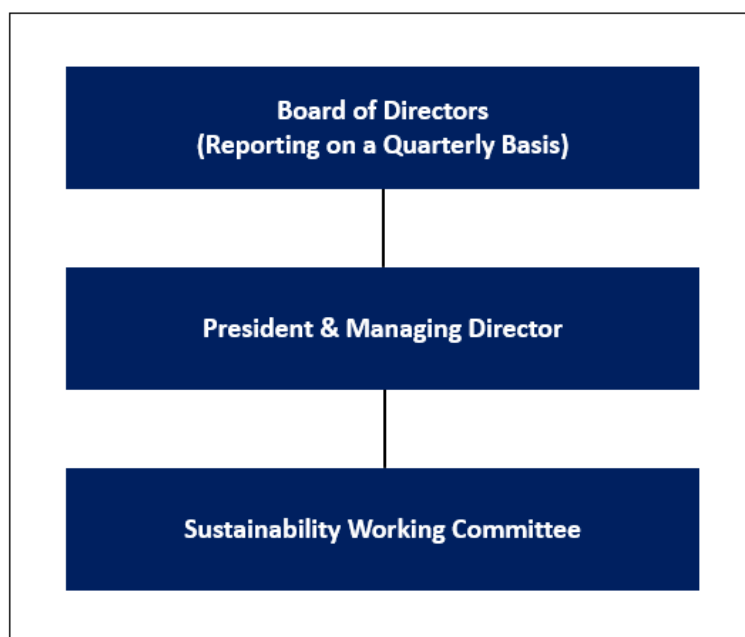 Board of Directors
(Reporting on a Quarterly Basis)
President & Managing Director
Sustainability Working Committee